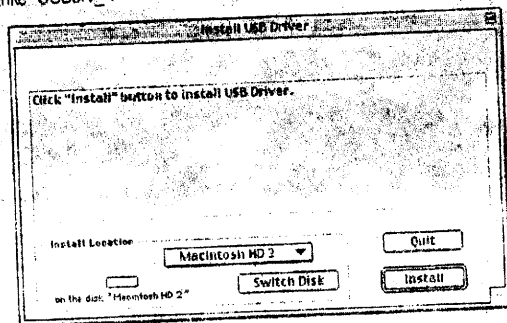 Install USB Driver
Click "Install" button to install USB Driver.
Install Location
Macintosh HD 2
Quit
Switch Disk
Install
on the disk "Macintosh HD 2"